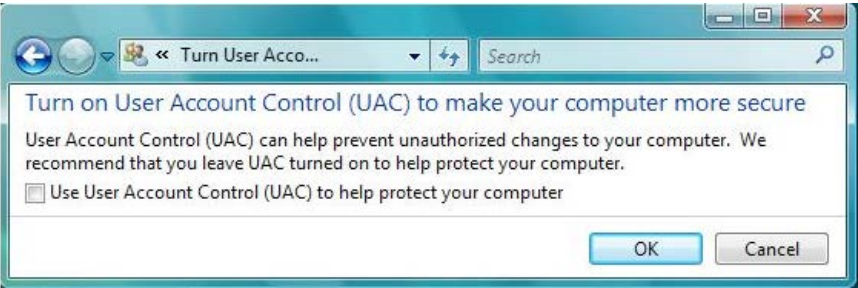 « Turn User Acco...
Search
Turn on User Account Control (UAC) to make your computer more secure
User Account Control (UAC) can help prevent unauthorized changes to your computer. We
recommend that you leave UAC turned on to help protect your computer.
Use User Account Control (UAC) to help protect your computer
OK
Cancel